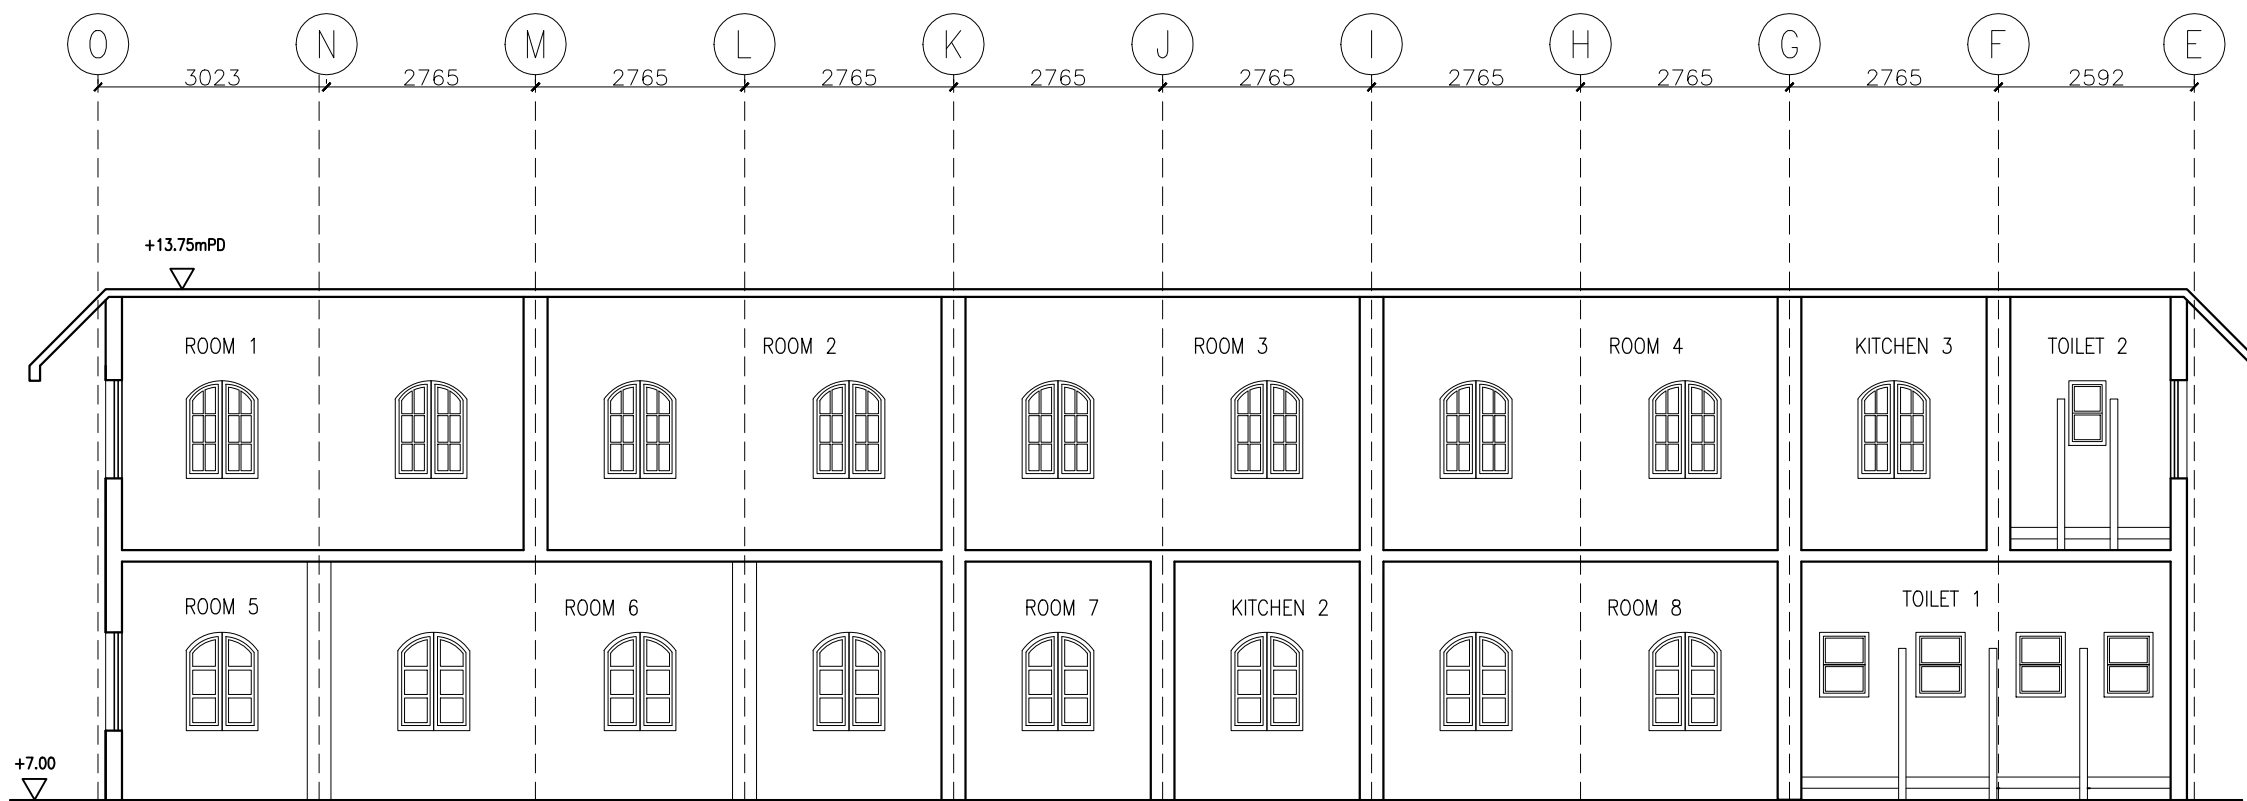 O N M L K J I H G F E
3023 2765 2765 2765 2765 2765 2765 2765 2765 2592
+13.75mPD
ROOM 1 ROOM 2 ROOM 3 ROOM 4 KITCHEN 3 TOILET 2
ROOM 5 ROOM 6 ROOM 7 KITCHEN 2 ROOM 8 TOILET 1
+7.00